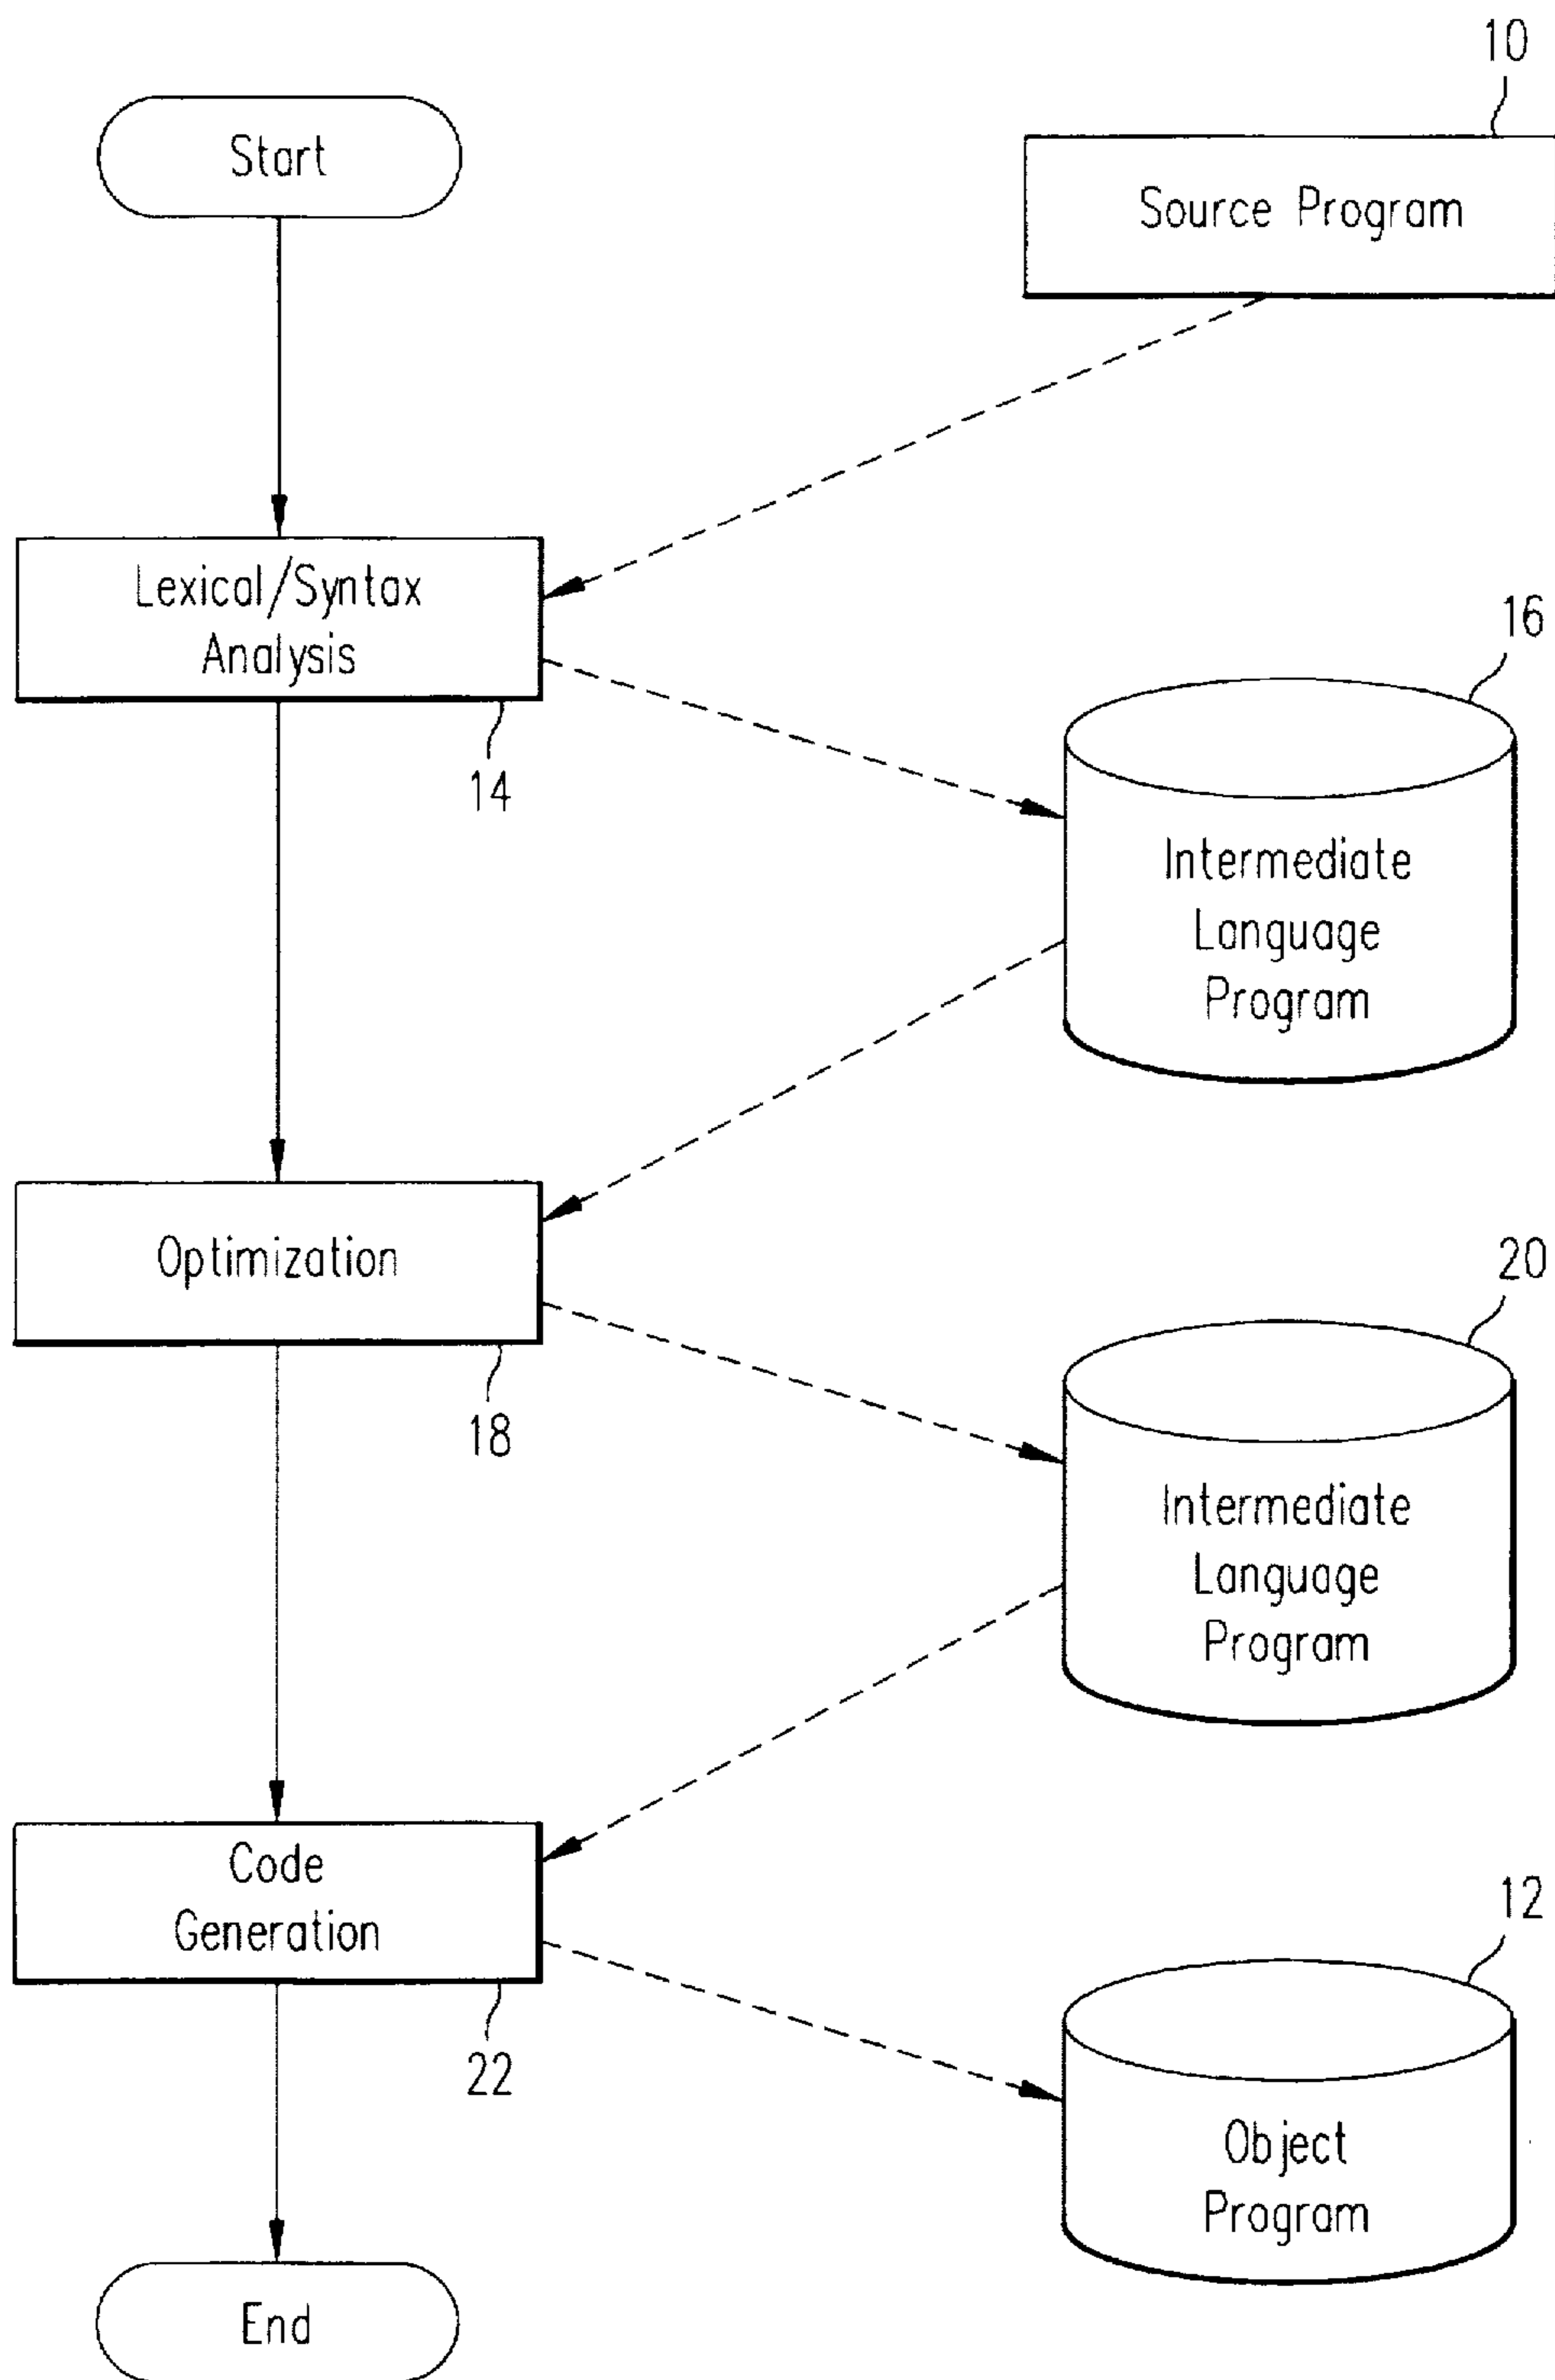 10
Start
Source Program
Lexical/Syntax
Analysis
14
16
Intermediate
Language
Program
Optimization
18
20
Intermediate
Language
Program
Code
Generation
22
12
Object
Program
End